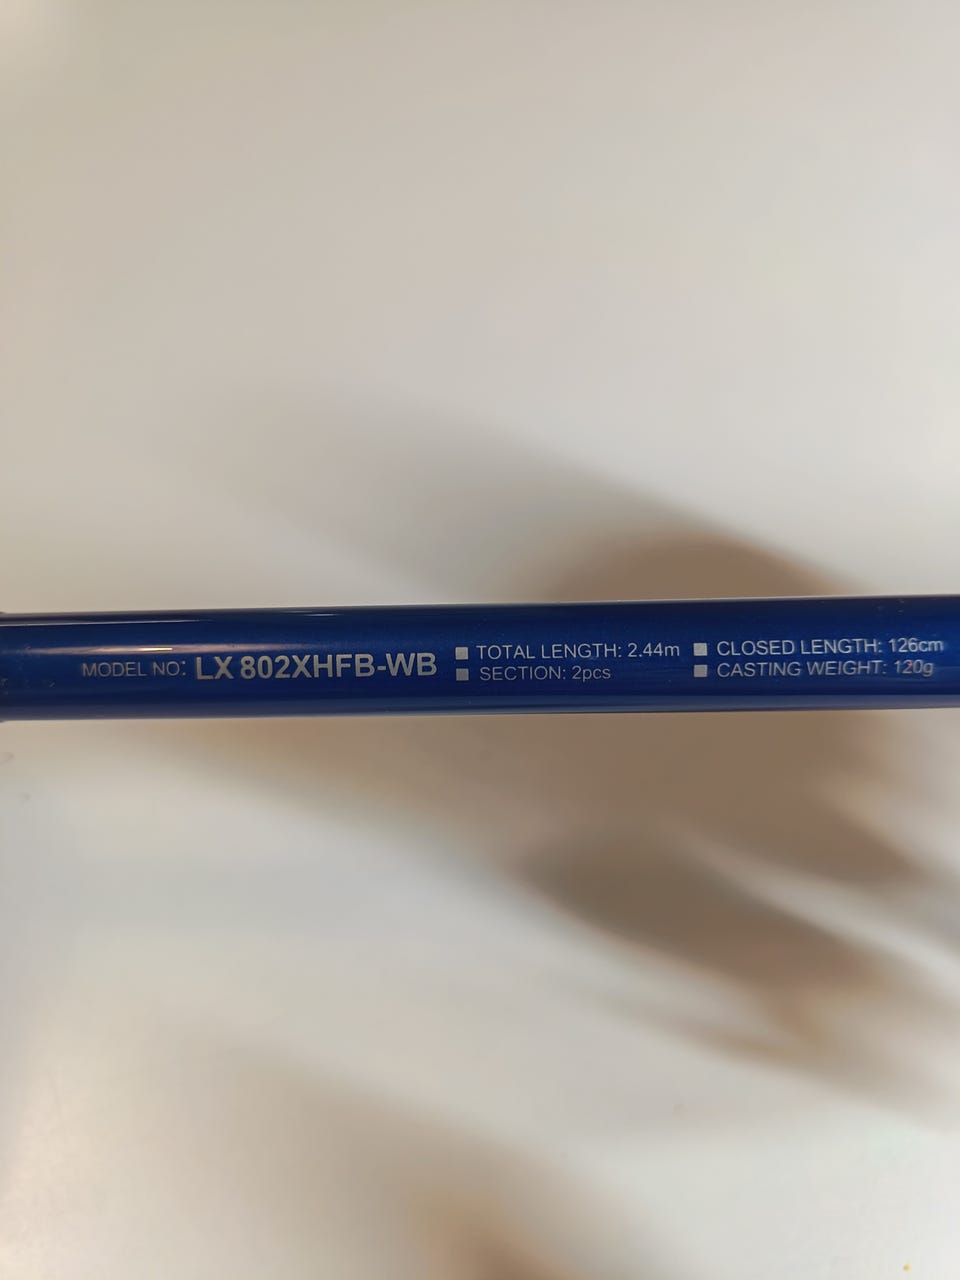 MODEL NO: LX 802XHFB-WB
■ TOTAL LENGTH: 2.44m ■ CLOSED LENGTH: 126cm
■ SECTION: 2pcs ■ CASTING WEIGHT: 120g